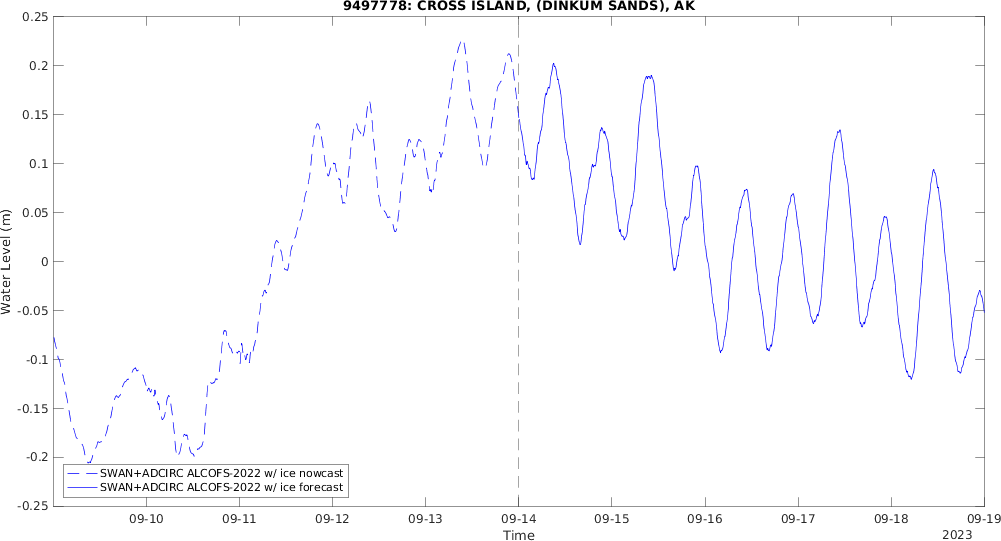 9497778: CROSS ISLAND, (DINKUM SANDS), AK
0.25
0.2
0.15
0.1
0.05
0
-0.05
-0.1
-0.15
-0.2
-0.25
Water Level (m)
SWAN+ADCIRC ALCOFS-2022 w/ ice nowcast
SWAN+ADCIRC ALCOFS-2022 w/ ice forecast
09-10 09-11 09-12 09-13 09-14 09-15 09-16 09-17 09-18 09-19
Time
2023